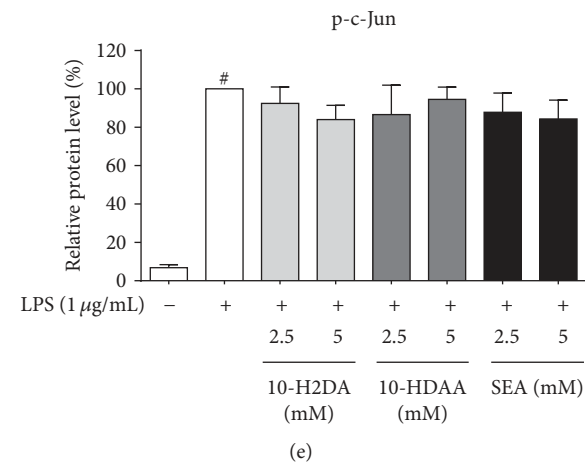 p-c-Jun
Relative protein level (%)
120
100
80
60
40
20
0
#
LPS (1 μg/mL) − + + + + + + +
2.5 5 2.5 5 2.5 5
10-H2DA 10-HDAA SEA (mM)
(mM) (mM)
(e)